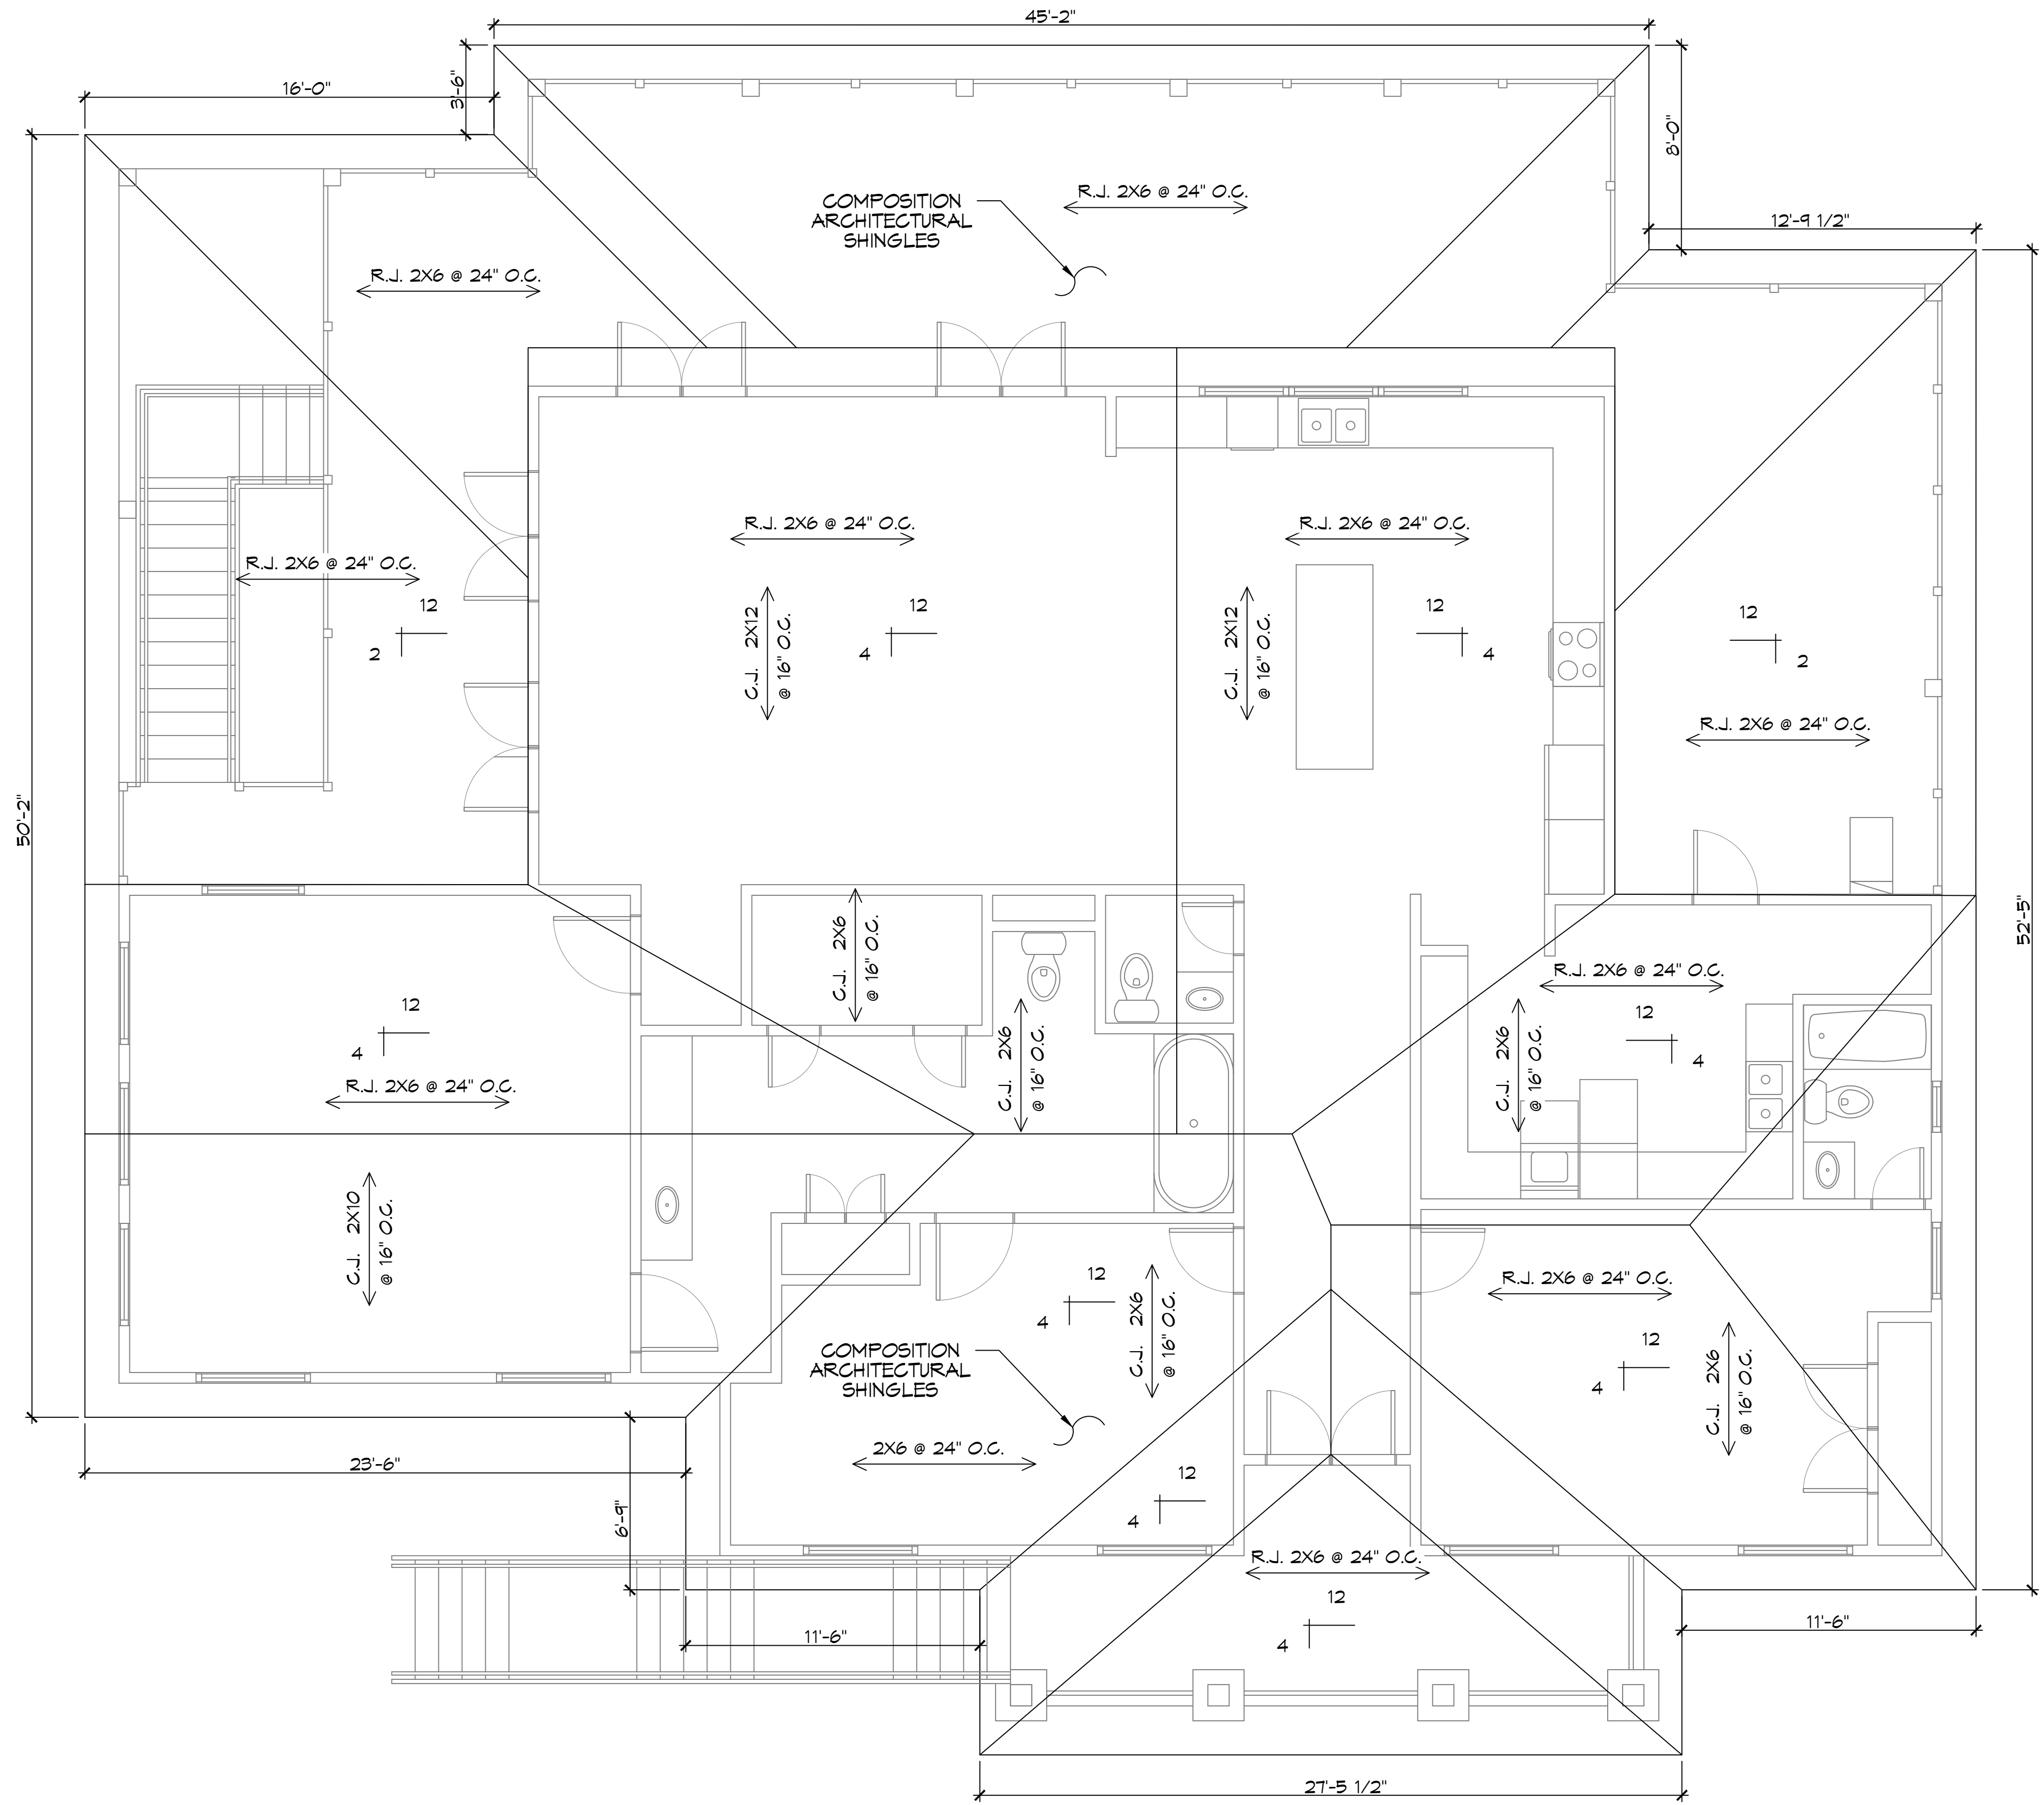 45'-2"
16'-0"
3'-6"
8'-0"
12'-9 1/2"
COMPOSITION
ARCHITECTURAL
SHINGLES
R.J. 2X6 @ 24" O.C.
R.J. 2X6 @ 24" O.C.
R.J. 2X6 @ 24" O.C.
R.J. 2X6 @ 24" O.C.
R.J. 2X6 @ 24" O.C.
12
2
C.J. 2X12
@ 16" O.C.
12
4
C.J. 2X12
@ 16" O.C.
12
4
12
2
R.J. 2X6 @ 24" O.C.
50'-2"
52'-5"
C.J. 2X6
@ 16" O.C.
R.J. 2X6 @ 24" O.C.
12
4
R.J. 2X6 @ 24" O.C.
C.J. 2X6
@ 16" O.C.
C.J. 2X6
@ 16" O.C.
12
4
C.J. 2X10
@ 16" O.C.
12
4
C.J. 2X6
@ 16" O.C.
R.J. 2X6 @ 24" O.C.
COMPOSITION
ARCHITECTURAL
SHINGLES
12
4
C.J. 2X6
@ 16" O.C.
2X6 @ 24" O.C.
23'-6"
12
4
6'-9"
R.J. 2X6 @ 24" O.C.
12
4
11'-6"
11'-6"
27'-5 1/2"